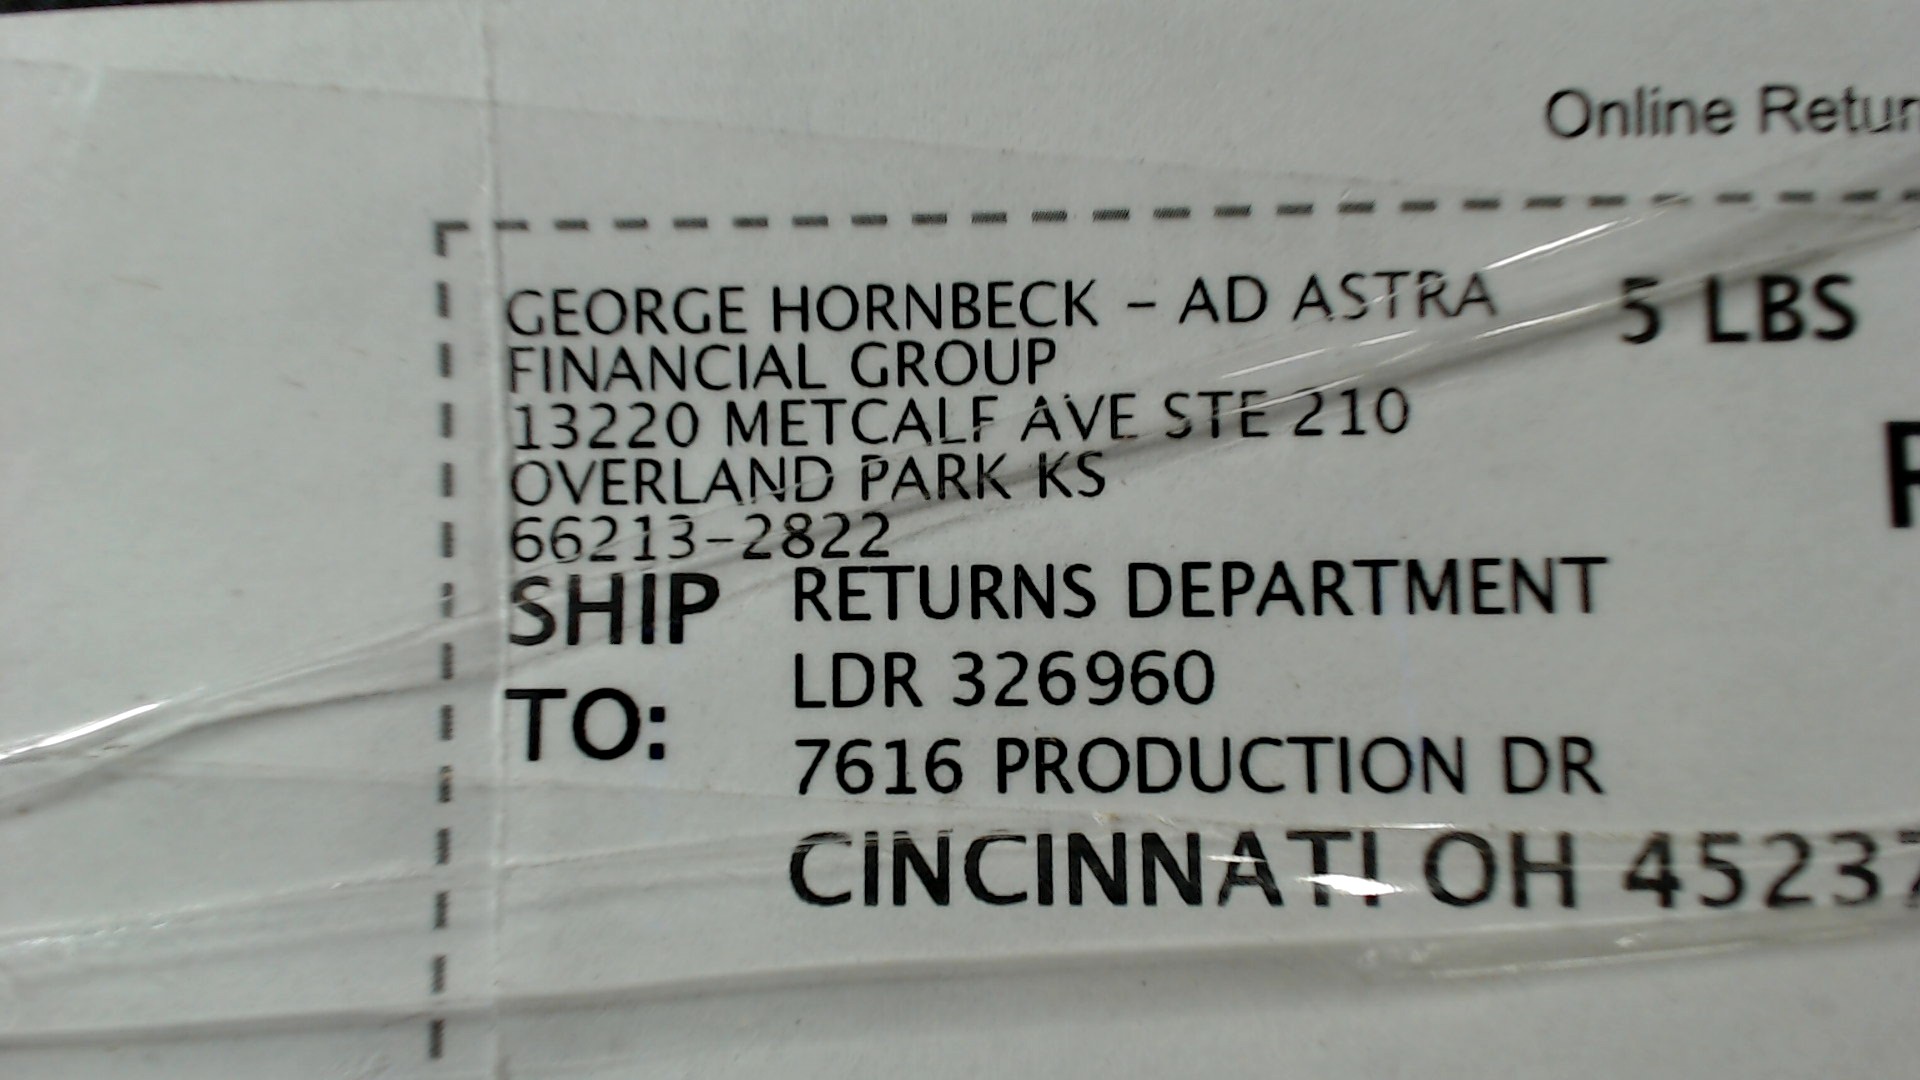 Online Retur
GEORGE HORNBECK - AD ASTRA 5 LBS
FINANCIAL GROUP
13220 METCALF AVE STE 210
OVERLAND PARK KS
66213-2822
SHIP TO:
RETURNS DEPARTMENT
LDR 326960
7616 PRODUCTION DR
CINCINNATI OH 45237